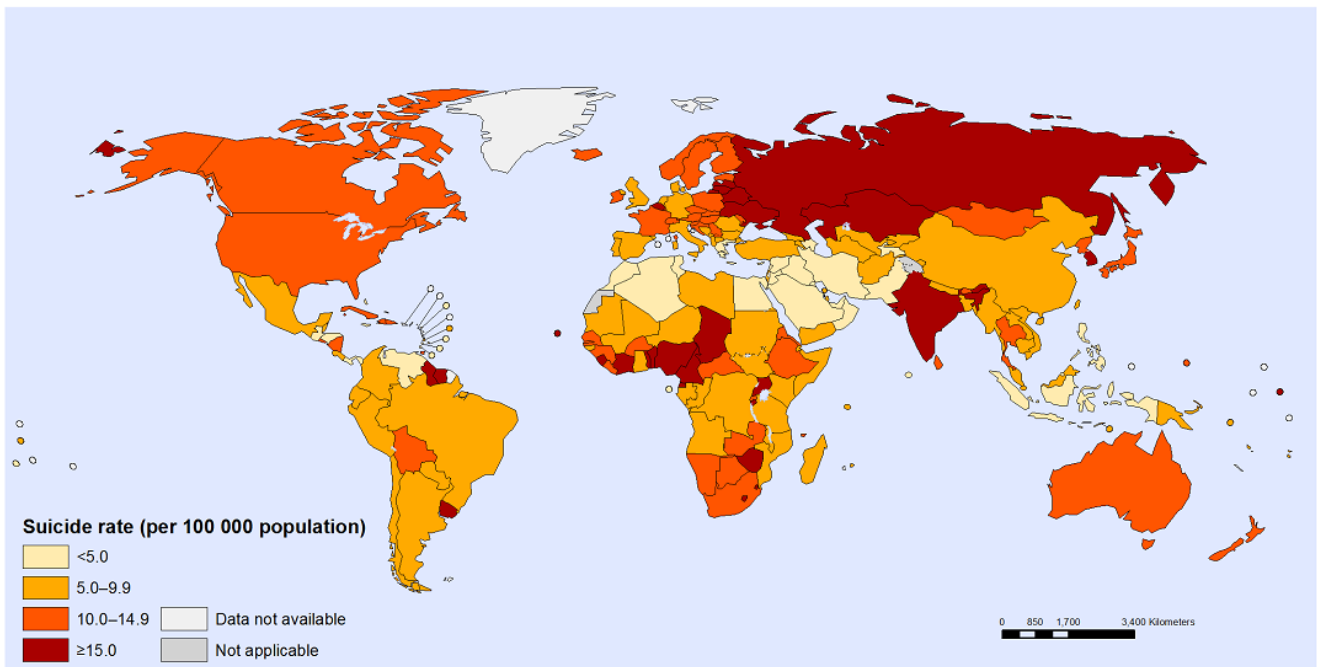 Suicide rate (per 100 000 population)
<5.0
5.0–9.9
10.0–14.9
≥15.0
Data not available
Not applicable
0 850 1,700 3,400 Kilometers